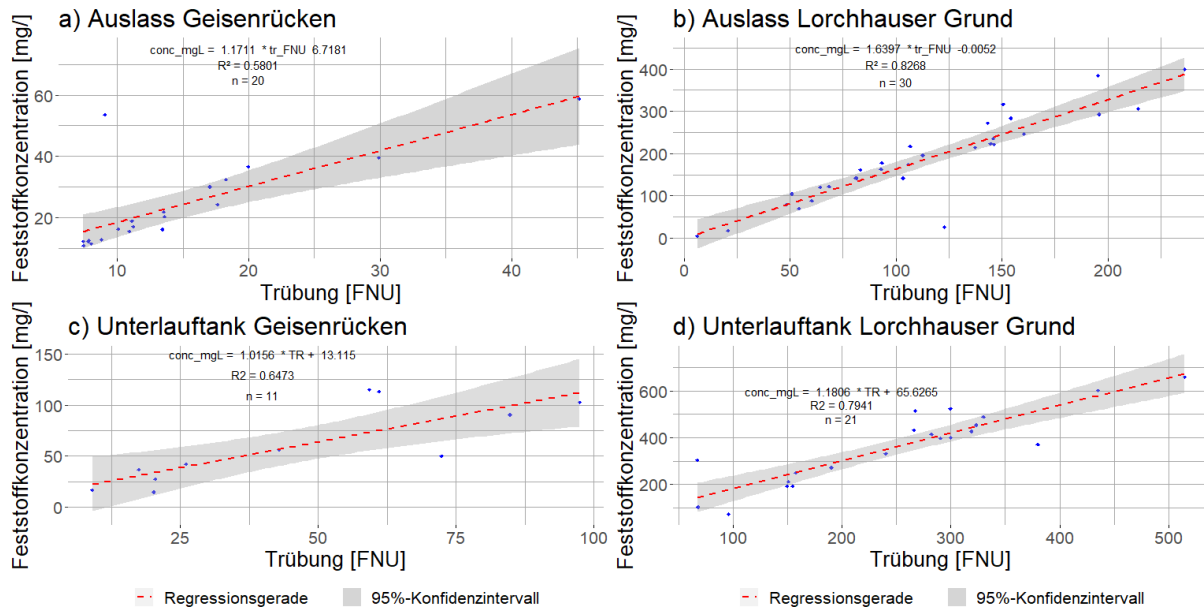 a) Auslass Geisenrücken
conc_mgL = 1.1711 * tr_FNU 6.7181
R² = 0.5801
n = 20
Feststoffkonzentration [mg/]
60
40
20
10
20
30
40
Trübung [FNU]
b) Auslass Lorchhauser Grund
conc_mgL = 1.6397 * tr_FNU -0.0052
R² = 0.8268
n = 30
Feststoffkonzentration [mg/]
400
300
200
100
0
0
50
100
150
200
Trübung [FNU]
c) Unterlauftank Geisenrücken
conc_mgL = 1.0156 * TR + 13.115
R2 = 0.6473
n = 11
Feststoffkonzentration [mg/]
150
100
50
0
25
50
75
100
Trübung [FNU]
d) Unterlauftank Lorchhauser Grund
conc_mgL = 1.1806 * TR + 65.6265
R2 = 0.7941
n = 21
Feststoffkonzentration [mg/]
600
400
200
100
200
300
400
500
Trübung [FNU]
Regressionsgerade
95%-Konfidenzintervall
Regressionsgerade
95%-Konfidenzintervall